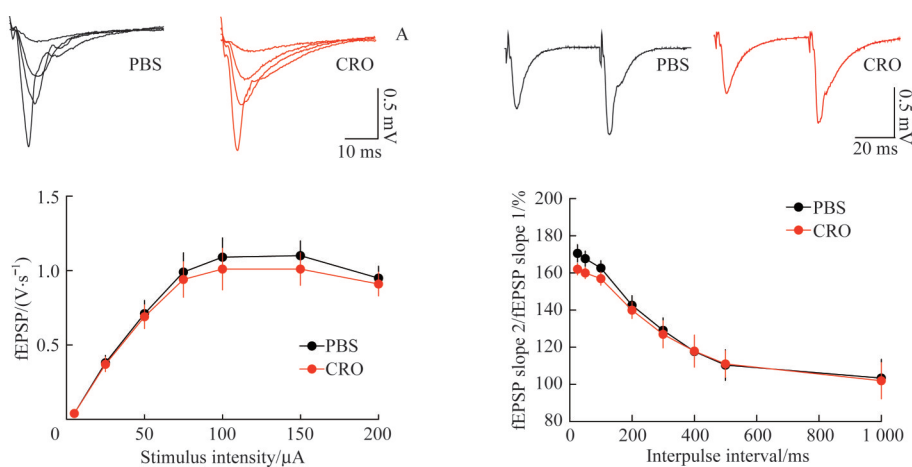 PBS
CRO
A
0.5 mV
10 ms
PBS
CRO
0.5 mV
20 ms
1.5
1.0
0.5
0
50
100
150
200
fEPSP/(V·s⁻¹)
Stimulus intensity/μA
PBS
CRO
200
180
160
140
120
100
80
0
200
400
600
800
1 000
fEPSP slope 2/fEPSP slope 1/%
Interpulse interval/ms
PBS
CRO